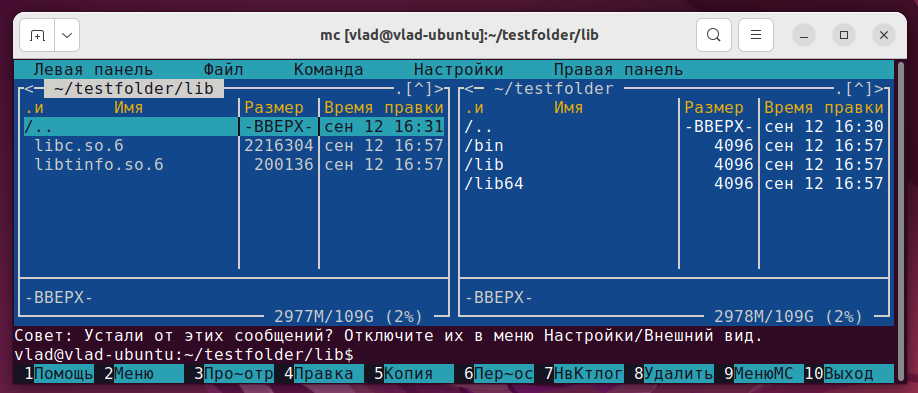 mc [vlad@vlad-ubuntu]:~/testfolder/lib
Левая панель Файл Команда Настройки Правая панель
<- ~/testfolder/lib .[^]> <- ~/testfolder .[^]>
.и Имя Размер Время правки .и Имя Размер Время правки
/.. -ВВЕРХ- сен 12 16:31 /.. -ВВЕРХ- сен 12 16:30
libc.so.6 2216304 сен 12 16:57 /bin 4096 сен 12 16:57
libtinfo.so.6 200136 сен 12 16:57 /lib 4096 сен 12 16:57
/lib64 4096 сен 12 16:57
-ВВЕРХ- -ВВЕРХ-
2977M/109G (2%) 2978M/109G (2%)
Совет: Устали от этих сообщений? Отключите их в меню Настройки/Внешний вид.
vlad@vlad-ubuntu:~/testfolder/lib$
1Помощь 2Меню 3Про~отр 4Правка 5Копия 6Пер~ос 7НвКтлог 8Удалить 9МенюMC 10Выход